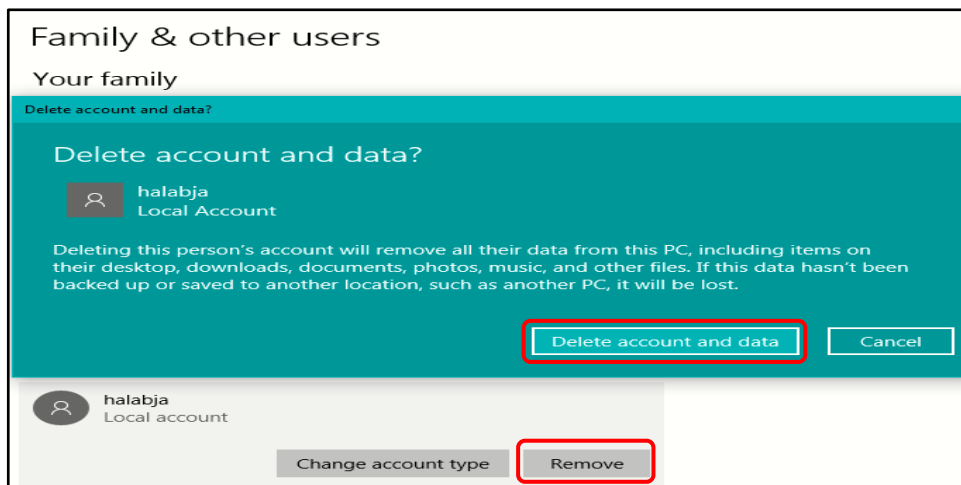 Family & other users
Your family
Delete account and data?
Delete account and data?
halabja
Local Account
Deleting this person's account will remove all their data from this PC, including items on
their desktop, downloads, documents, photos, music, and other files. If this data hasn't been
backed up or saved to another location, such as another PC, it will be lost.
Delete account and data Cancel
halabja
Local account
Change account type Remove